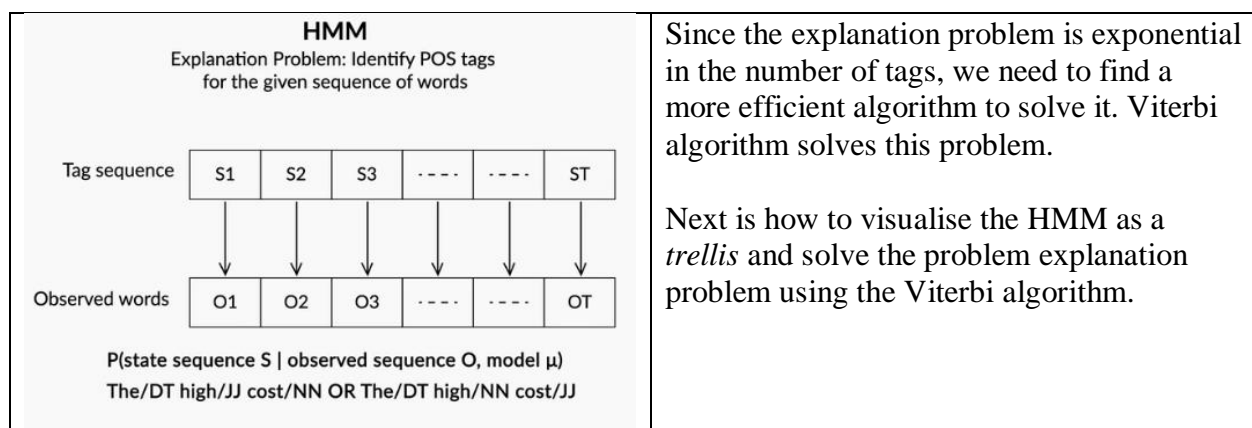 HMM
Explanation Problem: Identify POS tags
for the given sequence of words
Tag sequence S1 S2 S3 ---- ---- ST
Observed words O1 O2 O3 ---- ---- OT
P(state sequence S | observed sequence O, model μ)
The/DT high/JJ cost/NN OR The/DT high/NN cost/JJ
Since the explanation problem is exponential
in the number of tags, we need to find a
more efficient algorithm to solve it. Viterbi
algorithm solves this problem.
Next is how to visualise the HMM as a
trellis and solve the problem explanation
problem using the Viterbi algorithm.